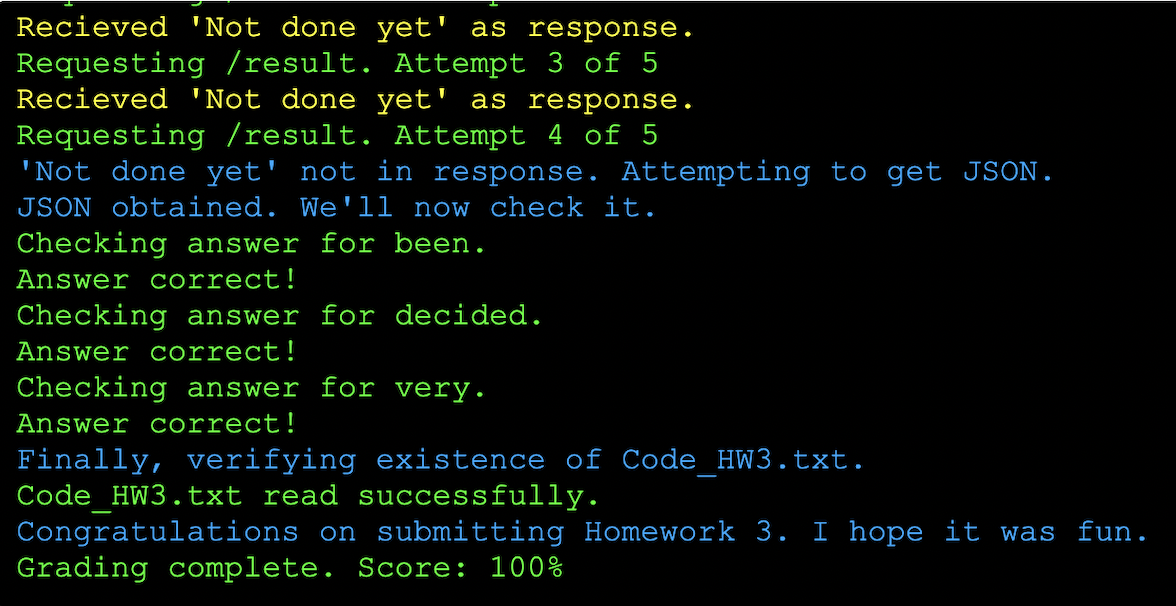 Recieved 'Not done yet' as response.
Requesting /result. Attempt 3 of 5
Recieved 'Not done yet' as response.
Requesting /result. Attempt 4 of 5
'Not done yet' not in response. Attempting to get JSON.
JSON obtained. We'll now check it.
Checking answer for been.
Answer correct!
Checking answer for decided.
Answer correct!
Checking answer for very.
Answer correct!
Finally, verifying existence of Code_HW3.txt.
Code_HW3.txt read successfully.
Congratulations on submitting Homework 3. I hope it was fun.
Grading complete. Score: 100%